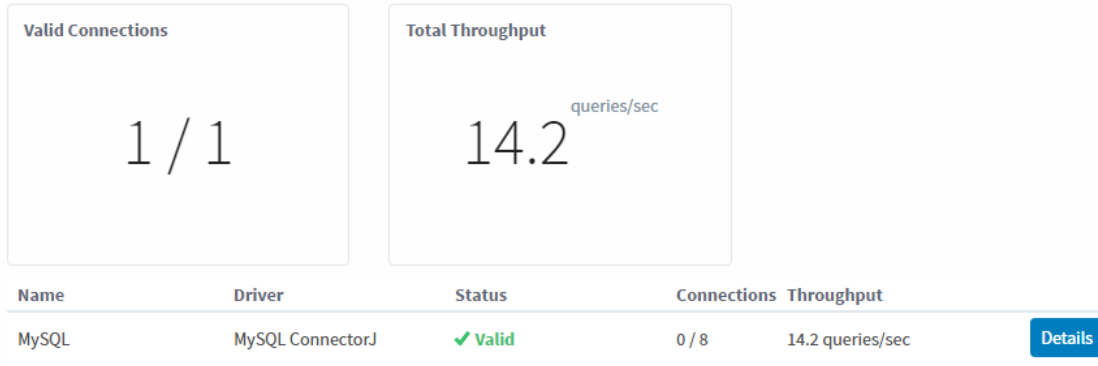 Valid Connections
1 / 1
Total Throughput
14.2 queries/sec
Name Driver Status Connections Throughput
MySQL MySQL ConnectorJ ✔ Valid 0 / 8 14.2 queries/sec Details